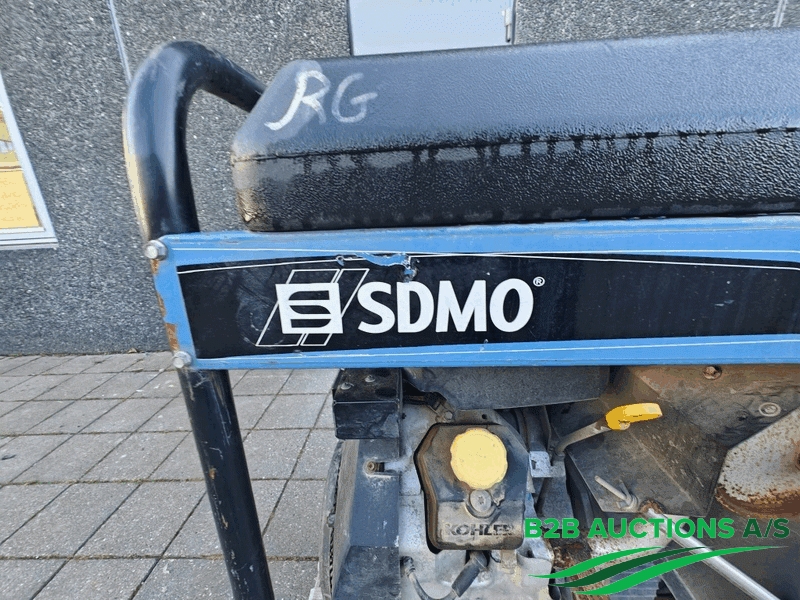 RG
SDMO®
KOHLER
B2B AUCTIONS A/S